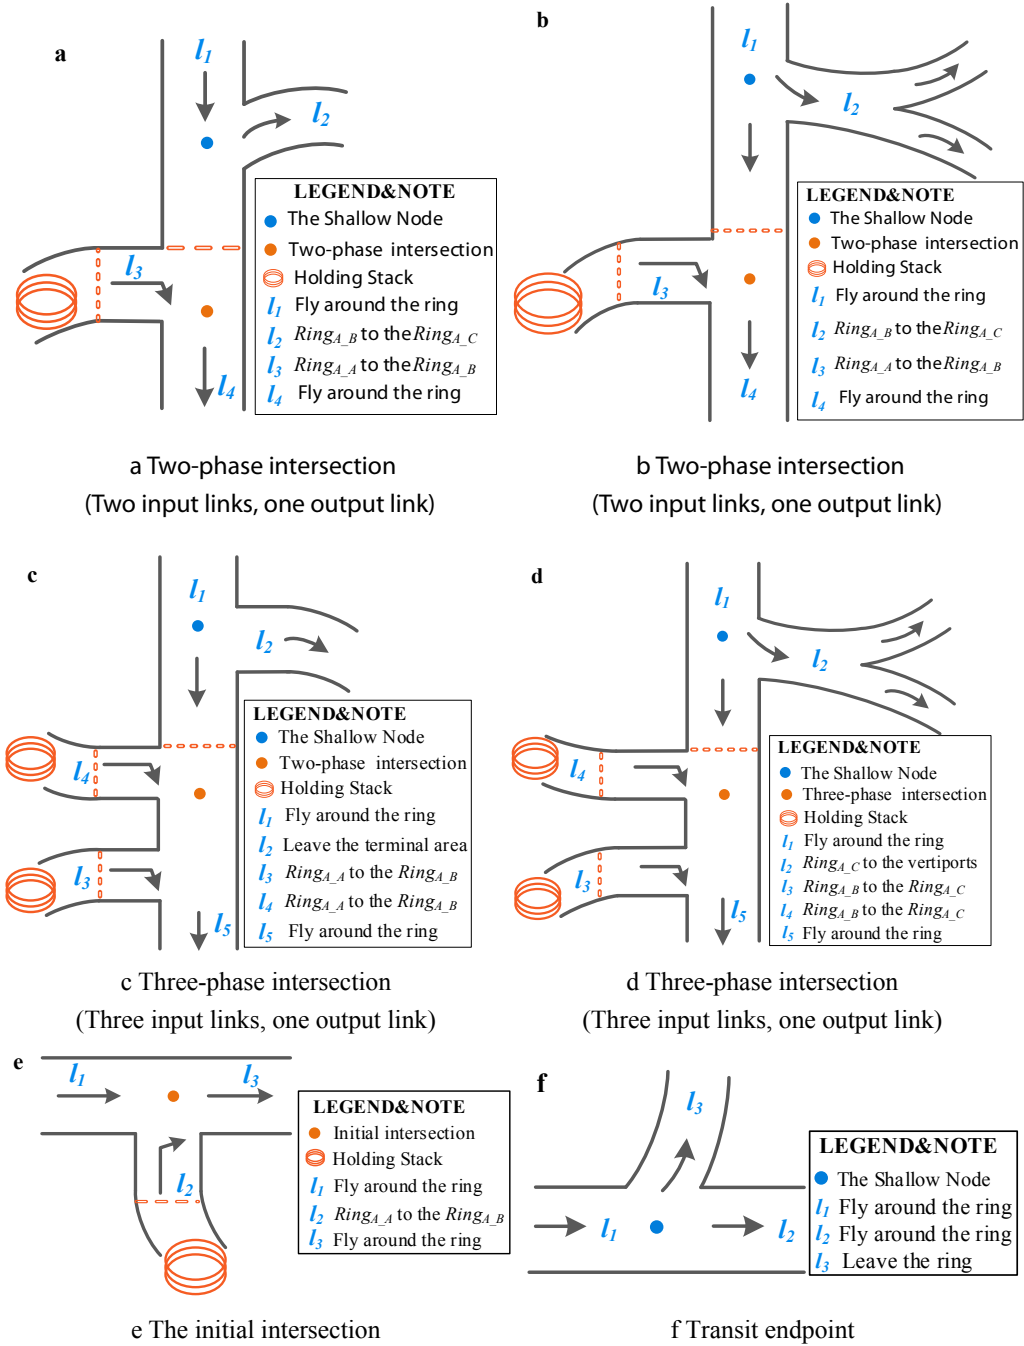 a
l1
l2
l3
l4
LEGEND&NOTE
The Shallow Node
Two-phase intersection
Holding Stack
l1 Fly around the ring
l2 RingA_B to the RingA_C
l3 RingA_A to the RingA_B
l4 Fly around the ring
a Two-phase intersection
(Two input links, one output link)
b
l1
l2
l3
l4
LEGEND&NOTE
The Shallow Node
Two-phase intersection
Holding Stack
l1 Fly around the ring
l2 RingA_B to the RingA_C
l3 RingA_A to the RingA_B
l4 Fly around the ring
b Two-phase intersection
(Two input links, one output link)
c
l1
l2
l4
l3
l5
LEGEND&NOTE
The Shallow Node
Two-phase intersection
Holding Stack
l1 Fly around the ring
l2 Leave the terminal area
l3 RingA_A to the RingA_B
l4 RingA_A to the RingA_B
l5 Fly around the ring
c Three-phase intersection
(Three input links, one output link)
d
l1
l2
l4
l3
l5
LEGEND&NOTE
The Shallow Node
Three-phase intersection
Holding Stack
l1 Fly around the ring
l2 RingA_C to the vertiports
l3 RingA_B to the RingA_C
l4 RingA_B to the RingA_C
l5 Fly around the ring
d Three-phase intersection
(Three input links, one output link)
e
l1
l3
l2
LEGEND&NOTE
Initial intersection
Holding Stack
l1 Fly around the ring
l2 RingA_A to the RingA_B
l3 Fly around the ring
e The initial intersection
f
l3
l1
l2
LEGEND&NOTE
The Shallow Node
l1 Fly around the ring
l2 Fly around the ring
l3 Leave the ring
f Transit endpoint